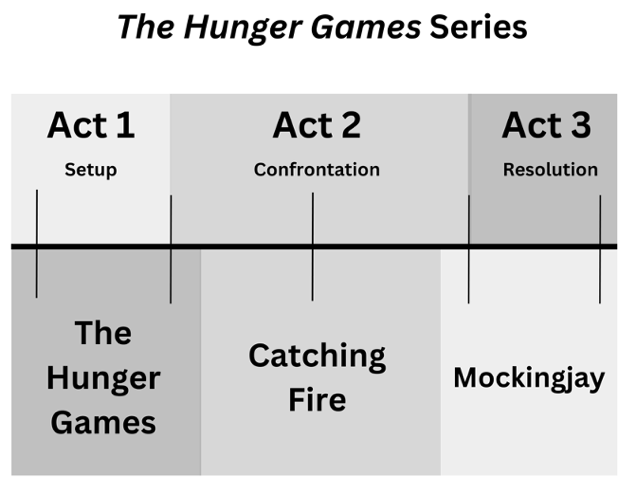 The Hunger Games Series
Act 1
Setup
Act 2
Confrontation
Act 3
Resolution
The
Hunger
Games
Catching
Fire
Mockingjay